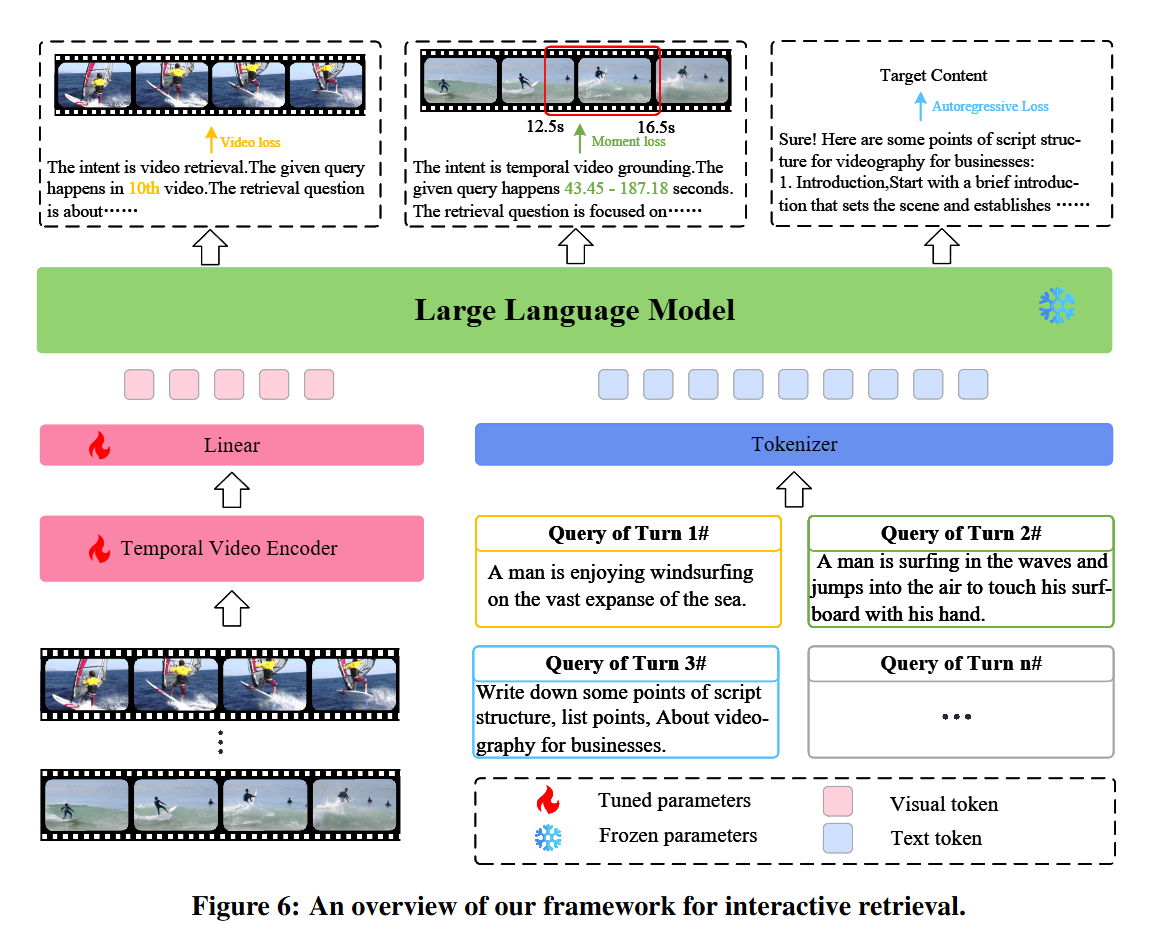 Video loss
The intent is video retrieval.The given query
happens in 10th video.The retrieval question
is about······
12.5s
16.5s
Moment loss
The intent is temporal video grounding.The
given query happens 43.45 - 187.18 seconds.
The retrieval question is focused on······
Target Content
Autoregressive Loss
Sure! Here are some points of script struc-
ture for videography for businesses:
1. Introduction,Start with a brief introduc-
tion that sets the scene and establishes ······
Large Language Model
Linear
Tokenizer
Temporal Video Encoder
Query of Turn 1#
A man is enjoying windsurfing
on the vast expanse of the sea.
Query of Turn 2#
A man is surfing in the waves and
jumps into the air to touch his surf-
board with his hand.
Query of Turn 3#
Write down some points of script
structure, list points, About video-
graphy for businesses.
Query of Turn n#
···
Tuned parameters
Visual token
Frozen parameters
Text token
Figure 6: An overview of our framework for interactive retrieval.